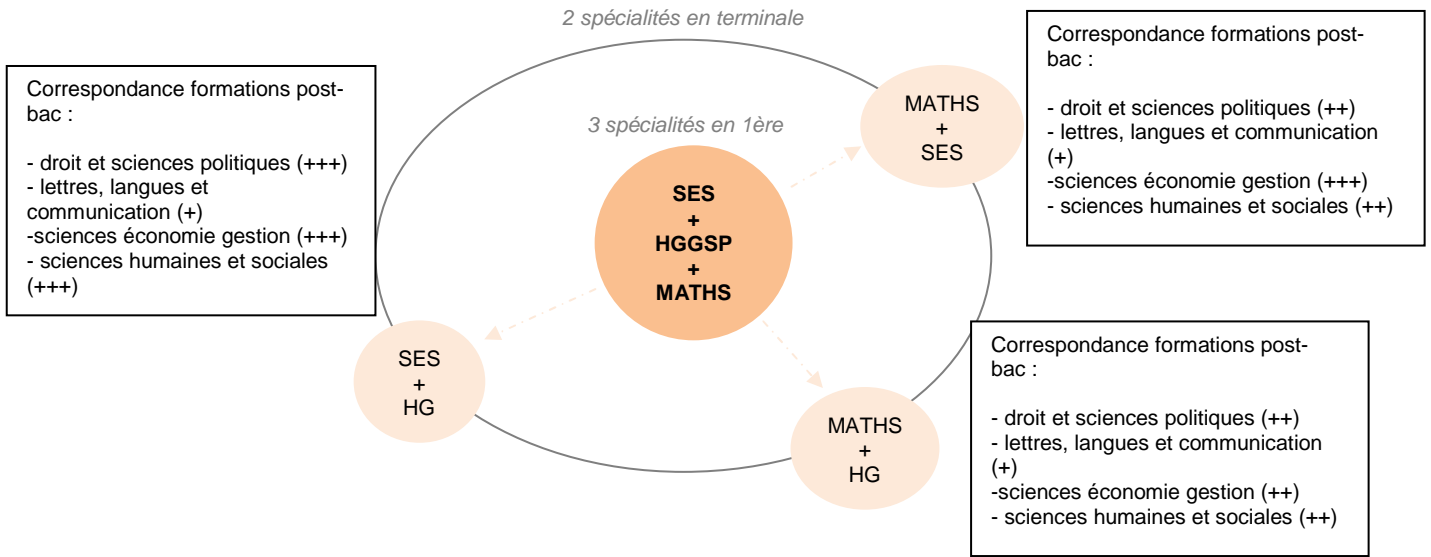 2 spécialités en terminale
3 spécialités en 1ère
SES
+
HGGSP
+
MATHS
Correspondance formations post-
bac :
- droit et sciences politiques (+++)
- lettres, langues et
communication (+)
-sciences économie gestion (+++)
- sciences humaines et sociales
(+++)
SES
+
HG
MATHS
+
SES
Correspondance formations post-
bac :
- droit et sciences politiques (++)
- lettres, langues et communication
(+)
-sciences économie gestion (+++)
- sciences humaines et sociales (++)
MATHS
+
HG
Correspondance formations post-
bac :
- droit et sciences politiques (++)
- lettres, langues et communication
(+)
-sciences économie gestion (++)
- sciences humaines et sociales (++)